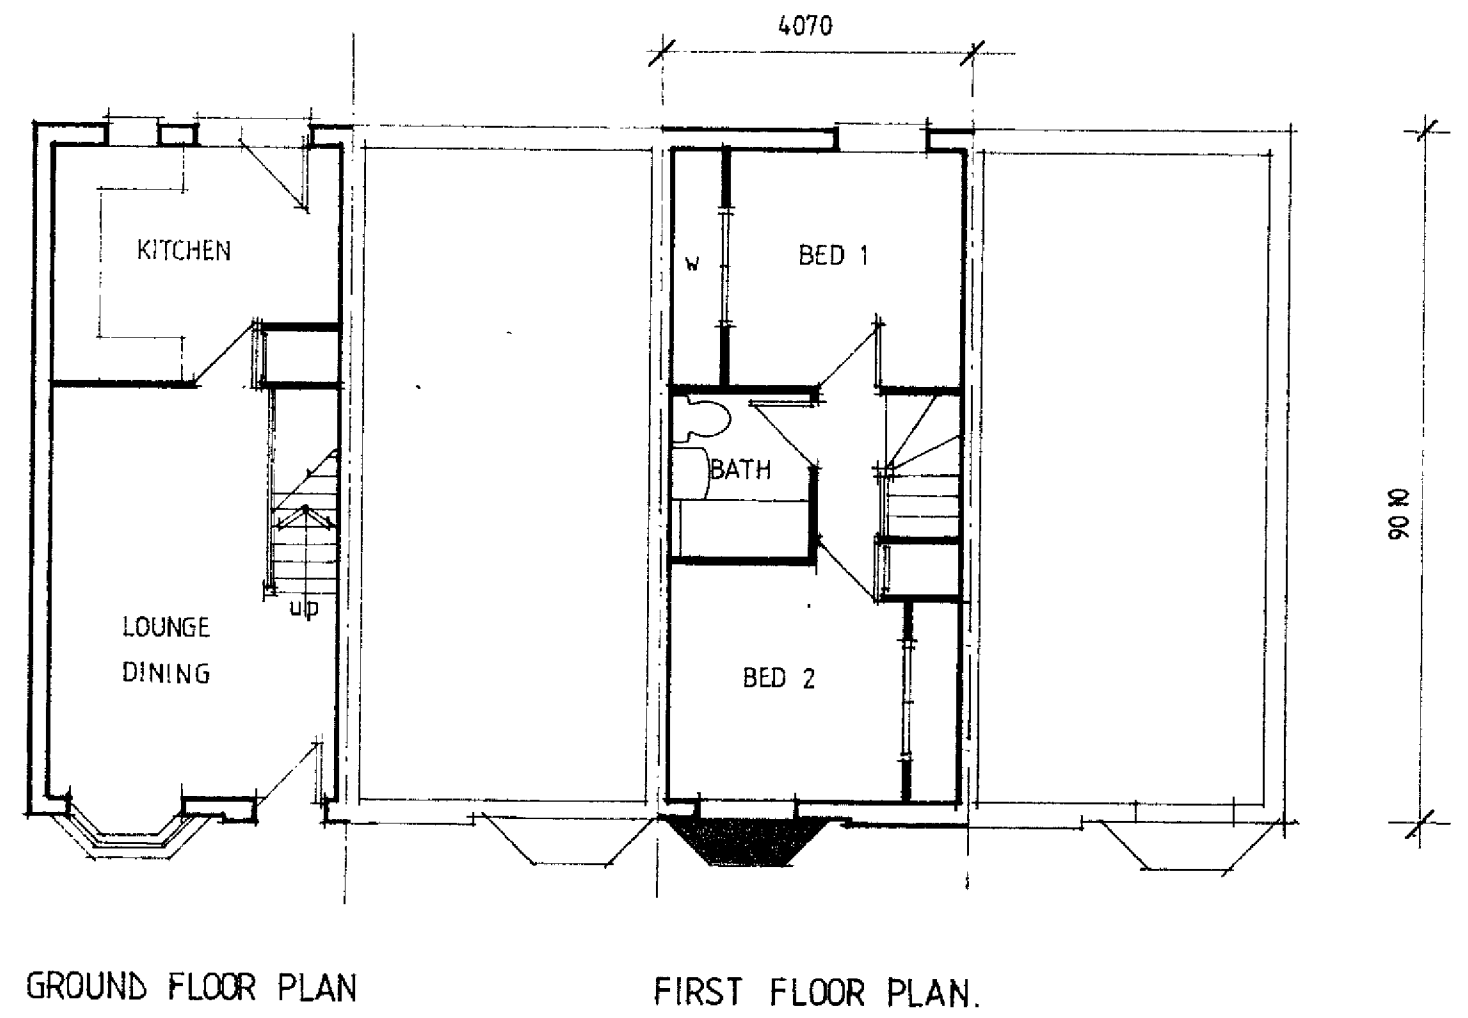 4070
KITCHEN
W
BED 1
BATH
9010
up
LOUNGE
DINING
BED 2
GROUND FLOOR PLAN
FIRST FLOOR PLAN.